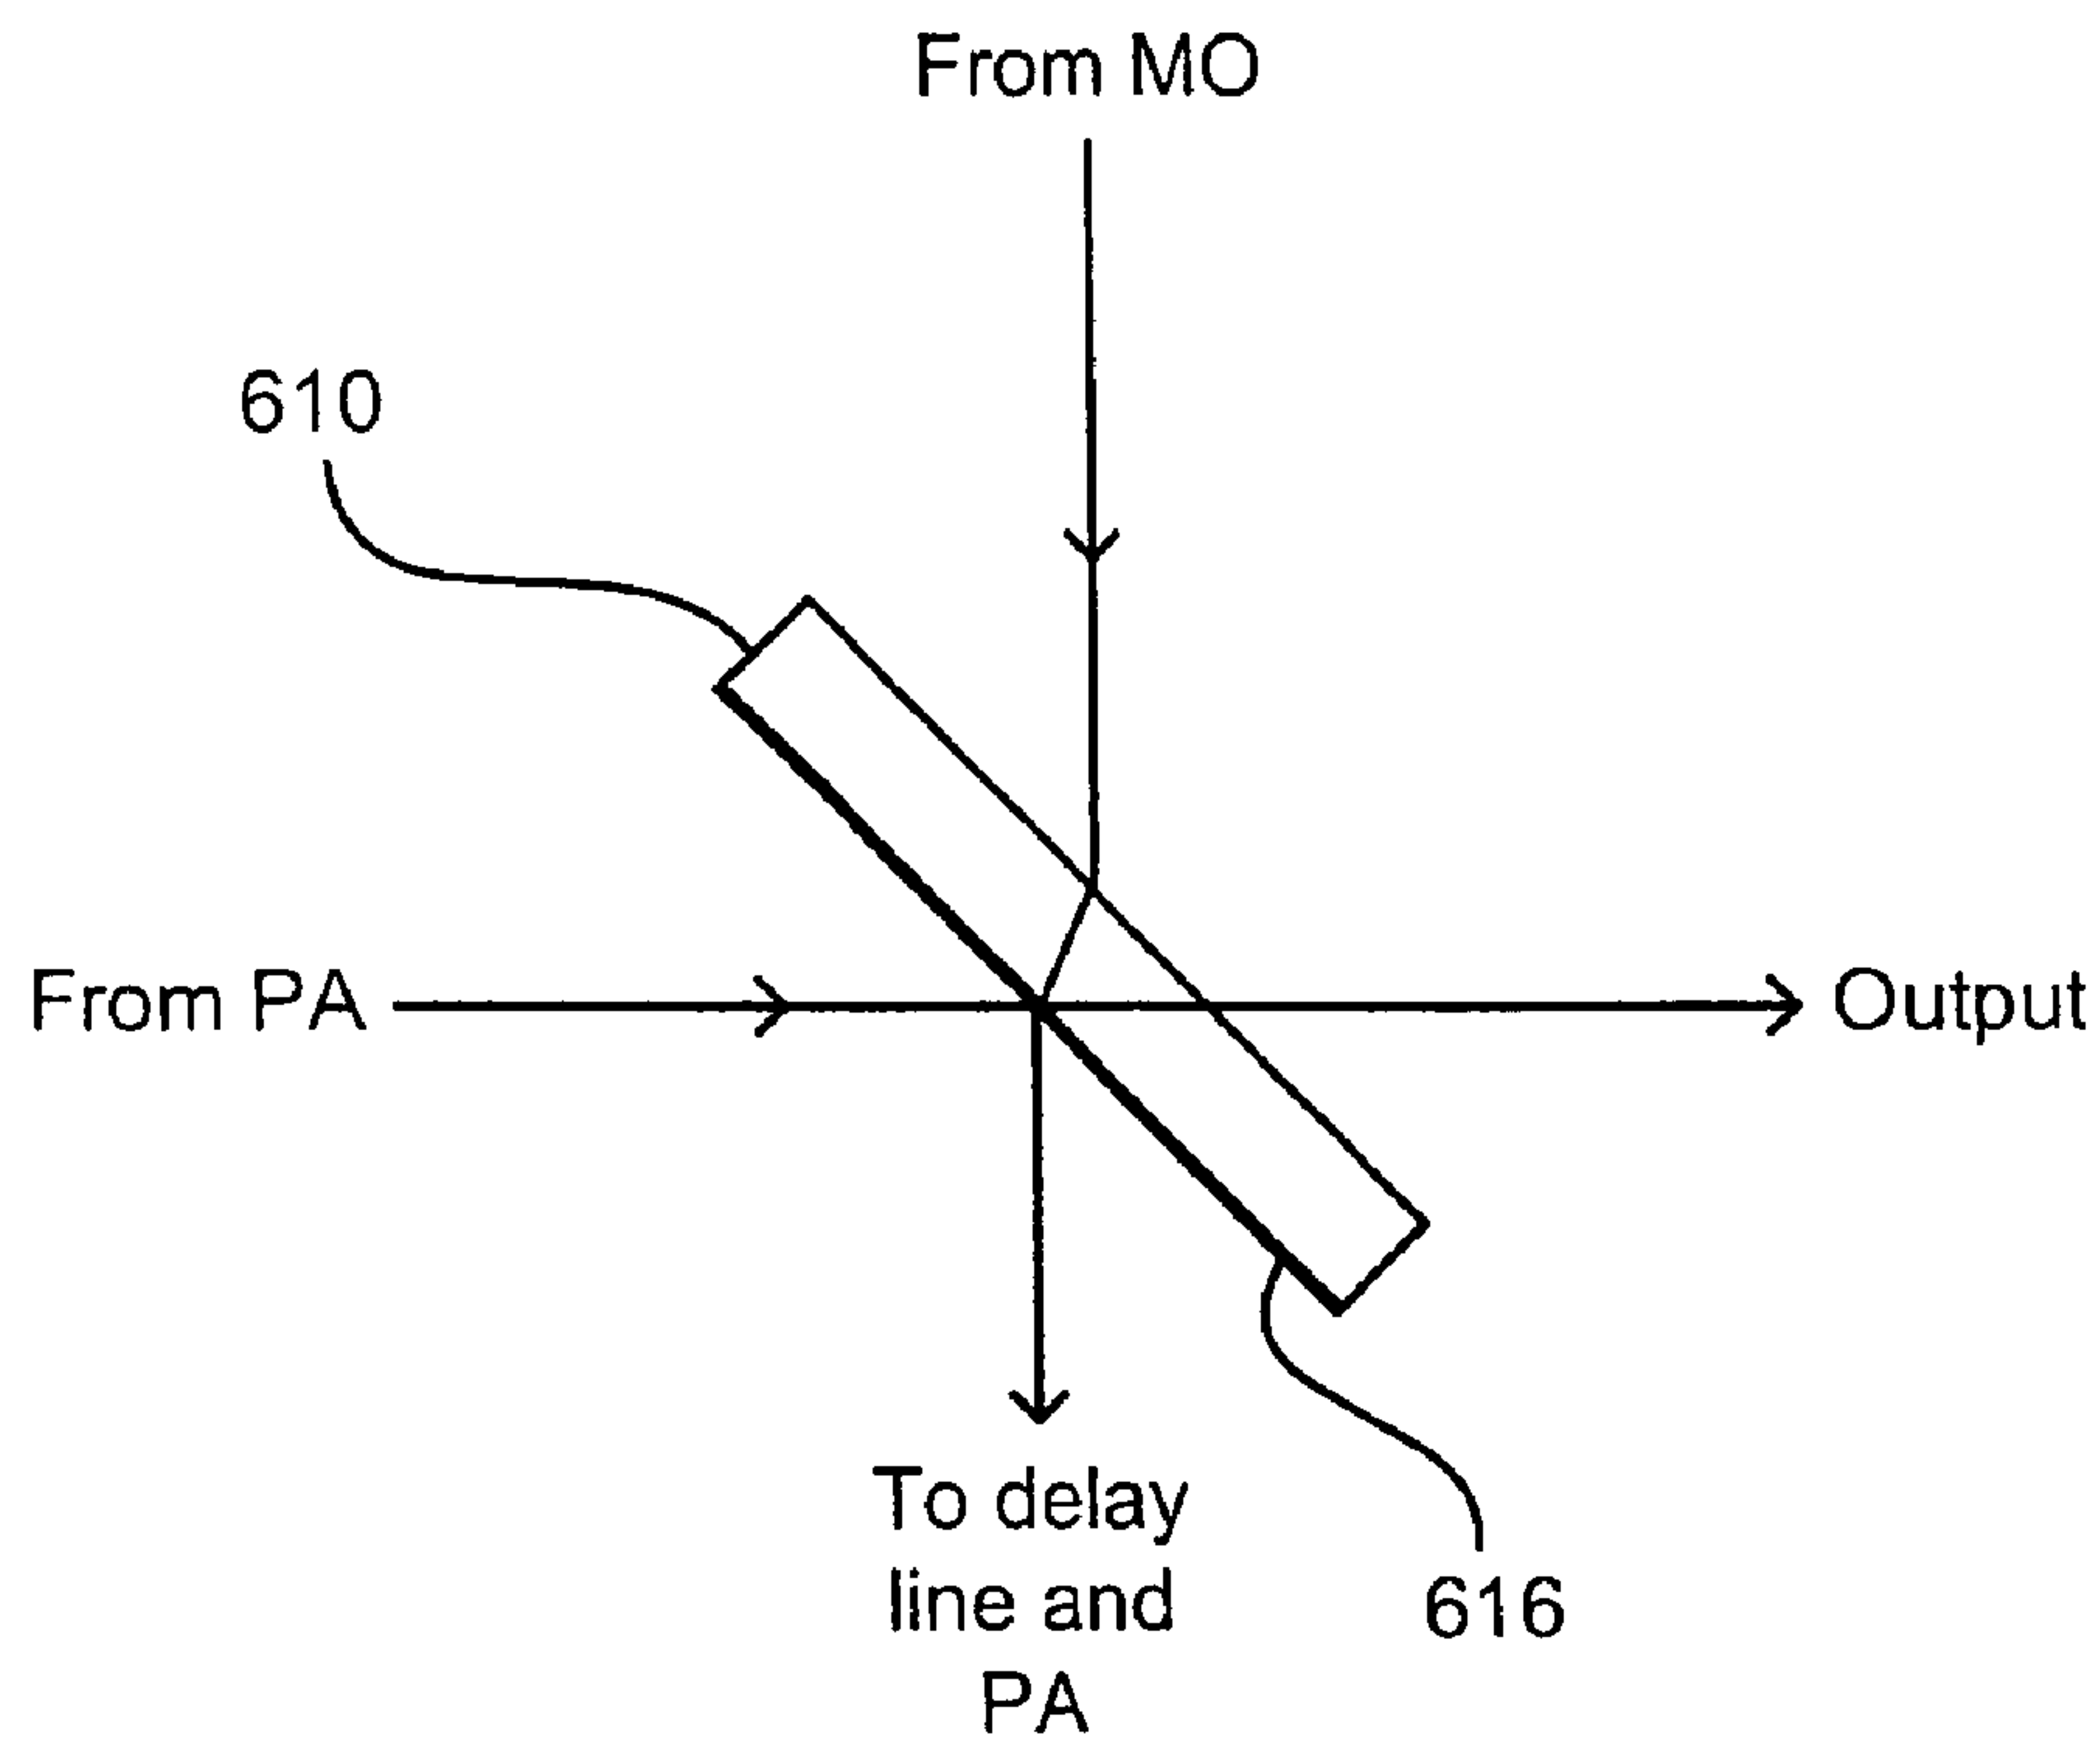 From MO
610
From PA
Output
To delay
line and
PA
616